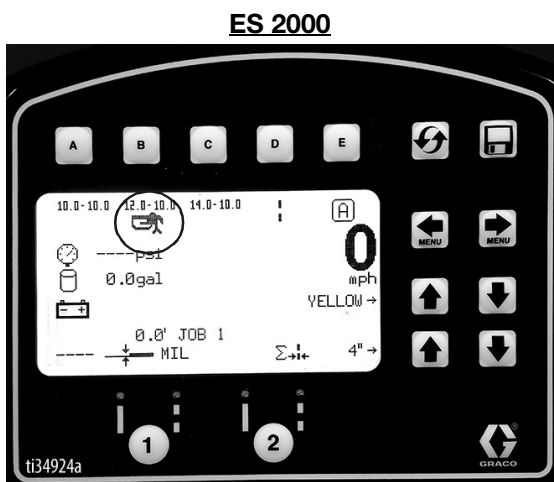 ES 2000
A B C D E
10.0-10.0 12.0-10.0 14.0-10.0
A
----psi
0
0.0gal
mph
YELLOW→
- +
0.0' JOB 1
---- MIL
Σ 4"→
MENU MENU
1 2
ti34924a
GRACO